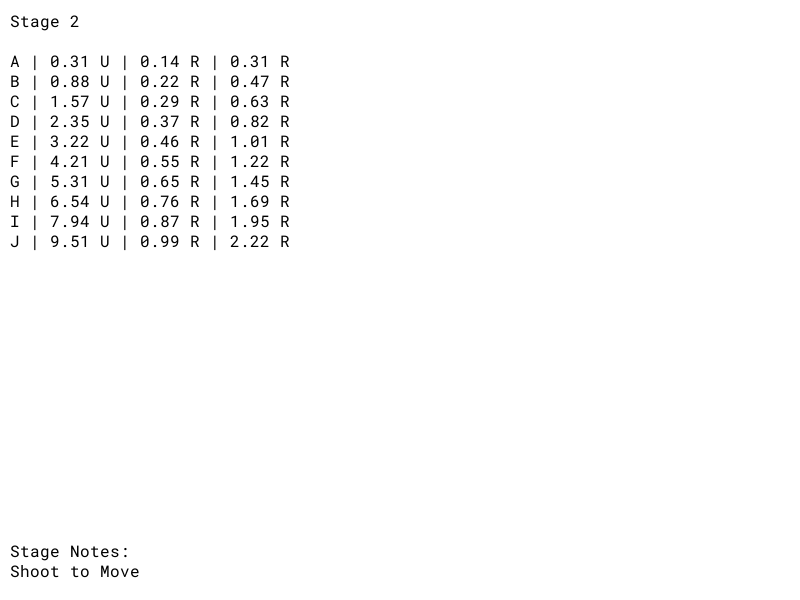 Stage 2
A | 0.31 U | 0.14 R | 0.31 R
B | 0.88 U | 0.22 R | 0.47 R
C | 1.57 U | 0.29 R | 0.63 R
D | 2.35 U | 0.37 R | 0.82 R
E | 3.22 U | 0.46 R | 1.01 R
F | 4.21 U | 0.55 R | 1.22 R
G | 5.31 U | 0.65 R | 1.45 R
H | 6.54 U | 0.76 R | 1.69 R
I | 7.94 U | 0.87 R | 1.95 R
J | 9.51 U | 0.99 R | 2.22 R
Stage Notes:
Shoot to Move